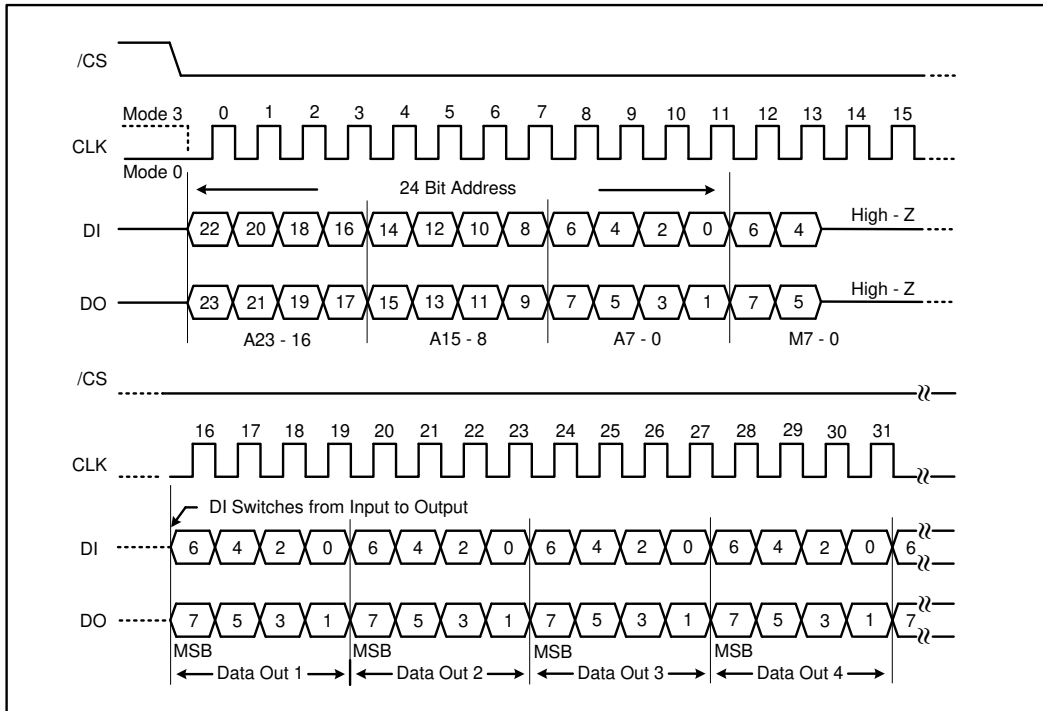 /CS
Mode 3 0 1 2 3 4 5 6 7 8 9 10 11 12 13 14 15
CLK
Mode 0
24 Bit Address
DI 22 20 18 16 14 12 10 8 6 4 2 0 6 4 High - Z
DO 23 21 19 17 15 13 11 9 7 5 3 1 7 5 High - Z
A23 - 16 A15 - 8 A7 - 0 M7 - 0
/CS
16 17 18 19 20 21 22 23 24 25 26 27 28 29 30 31
CLK
DI Switches from Input to Output
DI 6 4 2 0 6 4 2 0 6 4 2 0 6 4 2 0 6
DO 7 5 3 1 7 5 3 1 7 5 3 1 7 5 3 1 7
MSB MSB MSB MSB
Data Out 1 Data Out 2 Data Out 3 Data Out 4